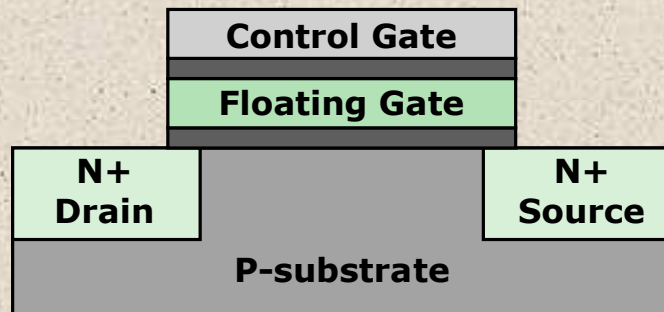 Control Gate
Floating Gate
N+
Drain
N+
Source
P-substrate